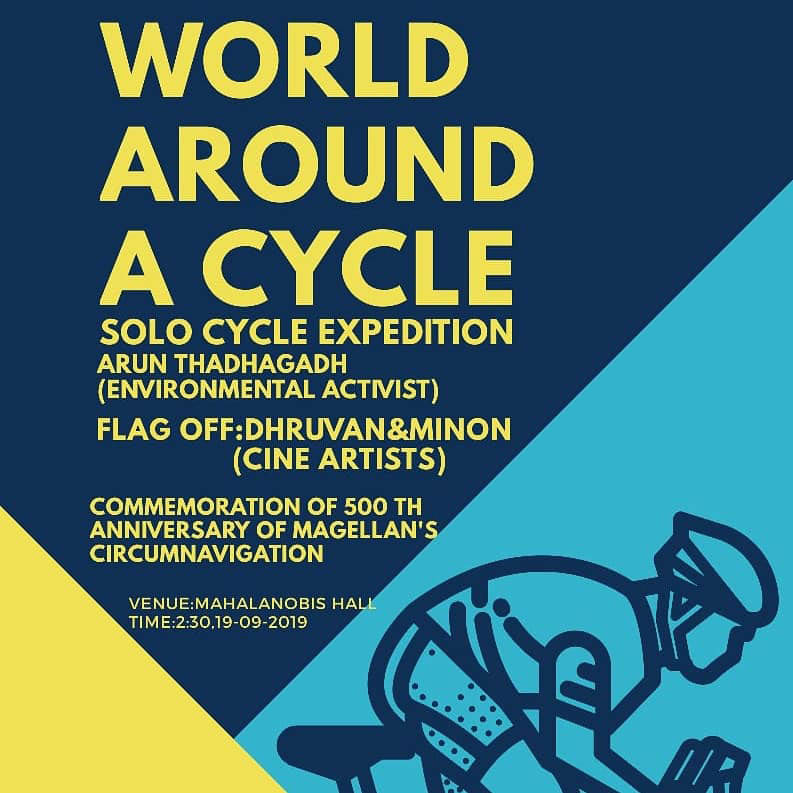 WORLD
AROUND
A CYCLE
SOLO CYCLE EXPEDITION
ARUN THADHAGADH
(ENVIRONMENTAL ACTIVIST)
FLAG OFF:DHRUVAN&MINON
(CINE ARTISTS)
COMMEMORATION OF 500 TH
ANNIVERSARY OF MAGELLAN'S
CIRCUMNAVIGATION
VENUE:MAHALANOBIS HALL
TIME:2:30,19-09-2019